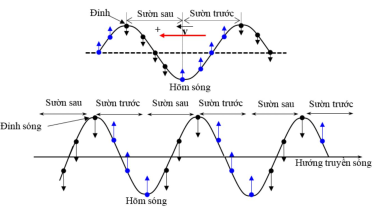 Đỉnh
Sườn sau
Sườn trước
+
v
Hõm sóng
Sườn sau
Sườn trước
Sườn sau
Sườn trước
Sườn sau
Sườn trước
Đỉnh sóng
Hướng truyền sóng
Hõm sóng